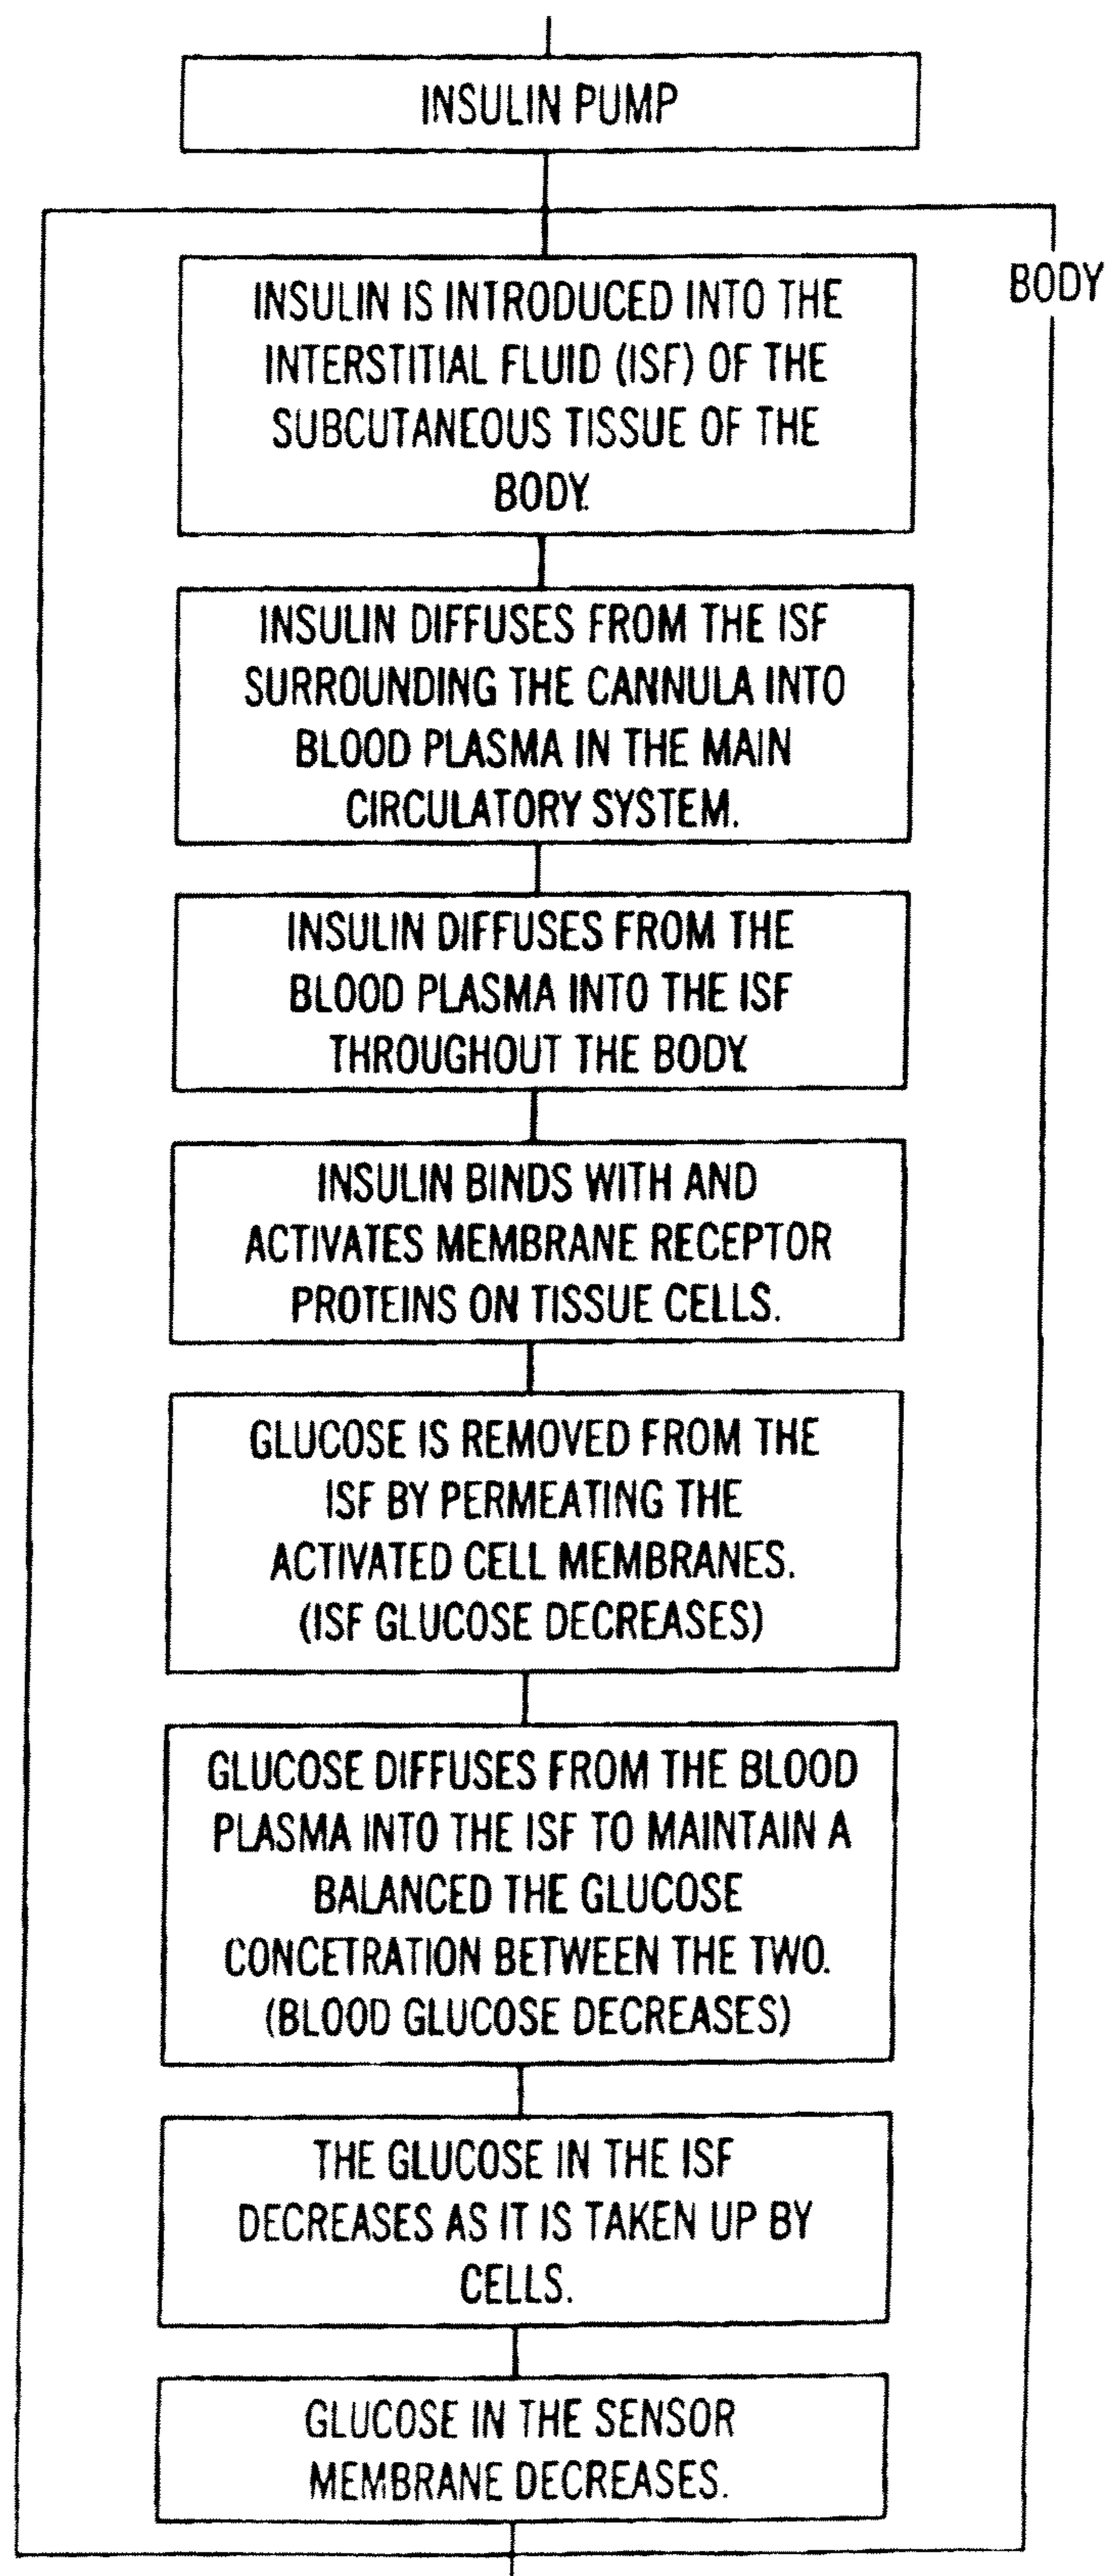 INSULIN PUMP
BODY
INSULIN IS INTRODUCED INTO THE
INTERSTITIAL FLUID (ISF) OF THE
SUBCUTANEOUS TISSUE OF THE
BODY.
INSULIN DIFFUSES FROM THE ISF
SURROUNDING THE CANNULA INTO
BLOOD PLASMA IN THE MAIN
CIRCULATORY SYSTEM.
INSULIN DIFFUSES FROM THE
BLOOD PLASMA INTO THE ISF
THROUGHOUT THE BODY.
INSULIN BINDS WITH AND
ACTIVATES MEMBRANE RECEPTOR
PROTEINS ON TISSUE CELLS.
GLUCOSE IS REMOVED FROM THE
ISF BY PERMEATING THE
ACTIVATED CELL MEMBRANES.
(ISF GLUCOSE DECREASES)
GLUCOSE DIFFUSES FROM THE BLOOD
PLASMA INTO THE ISF TO MAINTAIN A
BALANCED THE GLUCOSE
CONCETRATION BETWEEN THE TWO.
(BLOOD GLUCOSE DECREASES)
THE GLUCOSE IN THE ISF
DECREASES AS IT IS TAKEN UP BY
CELLS.
GLUCOSE IN THE SENSOR
MEMBRANE DECREASES.